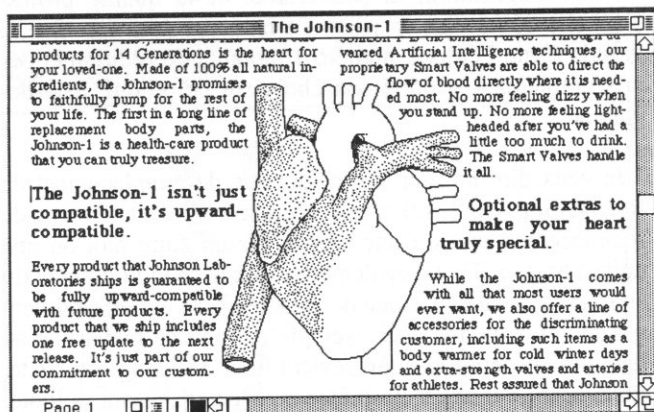 The Johnson-1
products for 14 Generations is the heart for
your loved-one. Made of 100% all natural in-
gredients, the Johnson-1 promises
to faithfully pump for the rest of
your life. The first in a long line of
replacement body parts, the
Johnson-1 is a health-care product
that you can truly treasure.
The Johnson-1 isn't just
compatible, it's upward-
compatible.
Every product that Johnson Lab-
oratories ships is guaranteed to
be fully upward-compatible
with future products. Every
product that we ship includes
one free update to the next
release. It's just part of our
commitment to our custom-
ers.
vanced Artificial Intelligence techniques, our
proprietary Smart Valves are able to direct the
flow of blood directly where it is need-
ed most. No more feeling dizzy when
you stand up. No more feeling light-
headed after you've had a
little too much to drink.
The Smart Valves handle
it all.
Optional extras to
make your heart
truly special.
While the Johnson-1 comes
with all that most users would
ever want, we also offer a line of
accessories for the discriminating
customer, including such items as a
body warmer for cold winter days
and extra-strength valves and arteries
for athletes. Rest assured that Johnson
Page 1